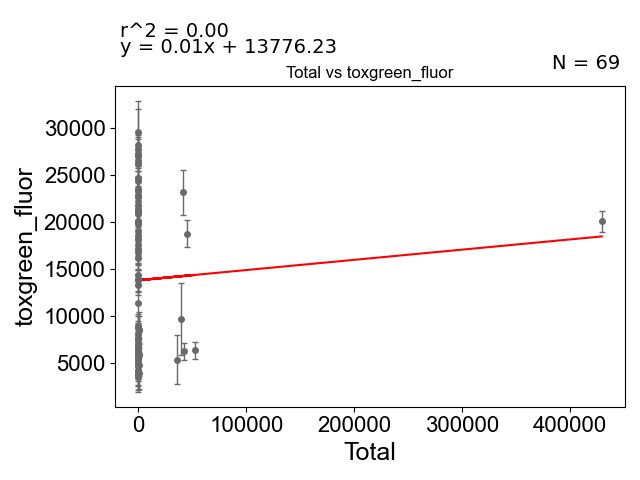 r^2 = 0.00
y = 0.01x + 13776.23
N = 69
Total vs toxgreen_fluor
30000
25000
20000
15000
10000
5000
toxgreen_fluor
0
100000
200000
300000
400000
Total